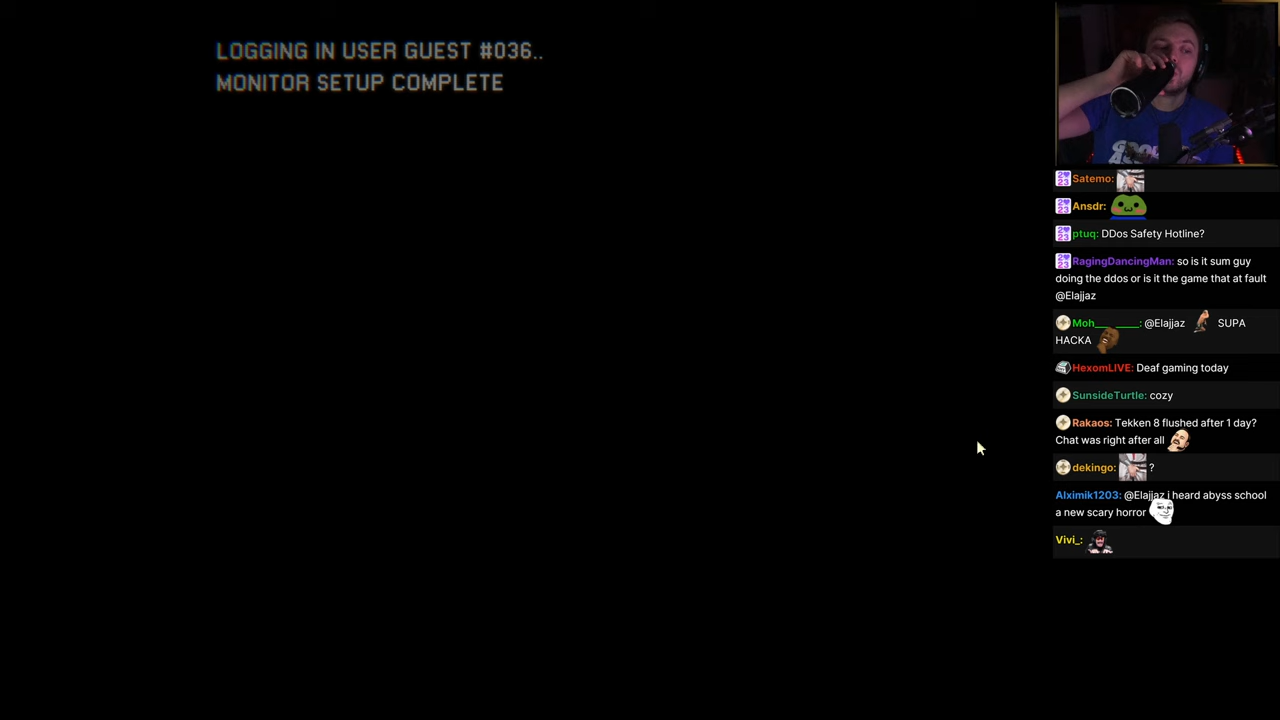 LOGGING IN USER GUEST #036..
MONITOR SETUP COMPLETE
Satemo:
Ansdr:
ptuq: DDos Safety Hotline?
RagingDancingMan: so is it sum guy
doing the ddos or is it the game that at fault
@Elajjaz
Moh___ _____: @Elajjaz SUPA
HACKA
HexomLIVE: Deaf gaming today
SunsideTurtle: cozy
Rakaos: Tekken 8 flushed after 1 day?
Chat was right after all
dekingo: ?
Alximik1203: @Elajjaz i heard abyss school
a new scary horror
Vivi_: